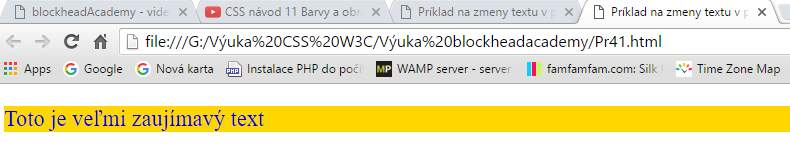 blockheadAcademy - vide
CSS návod 11 Barvy a obr
Príklad na zmeny textu v p
Príklad na zmeny textu v p
file:///G:/Výuka%20CSS%20W3C/Výuka%20blockheadacademy/Pr41.html
Apps Google Nová karta Instalace PHP do poč WAMP server - server famfamfam.com: Silk Time Zone Map
Toto je veľmi zaujímavý text